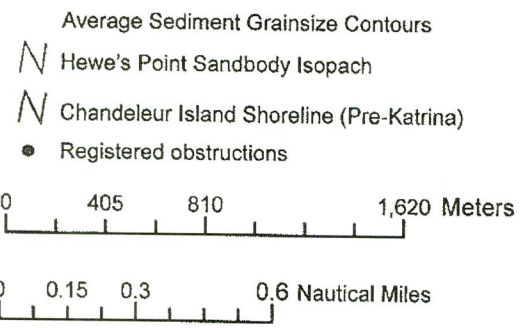 Average Sediment Grainsize Contours
Hewe's Point Sandbody Isopach
Chandeleur Island Shoreline (Pre-Katrina)
Registered obstructions
0 405 810 1,620 Meters
0 0.15 0.3 0.6 Nautical Miles